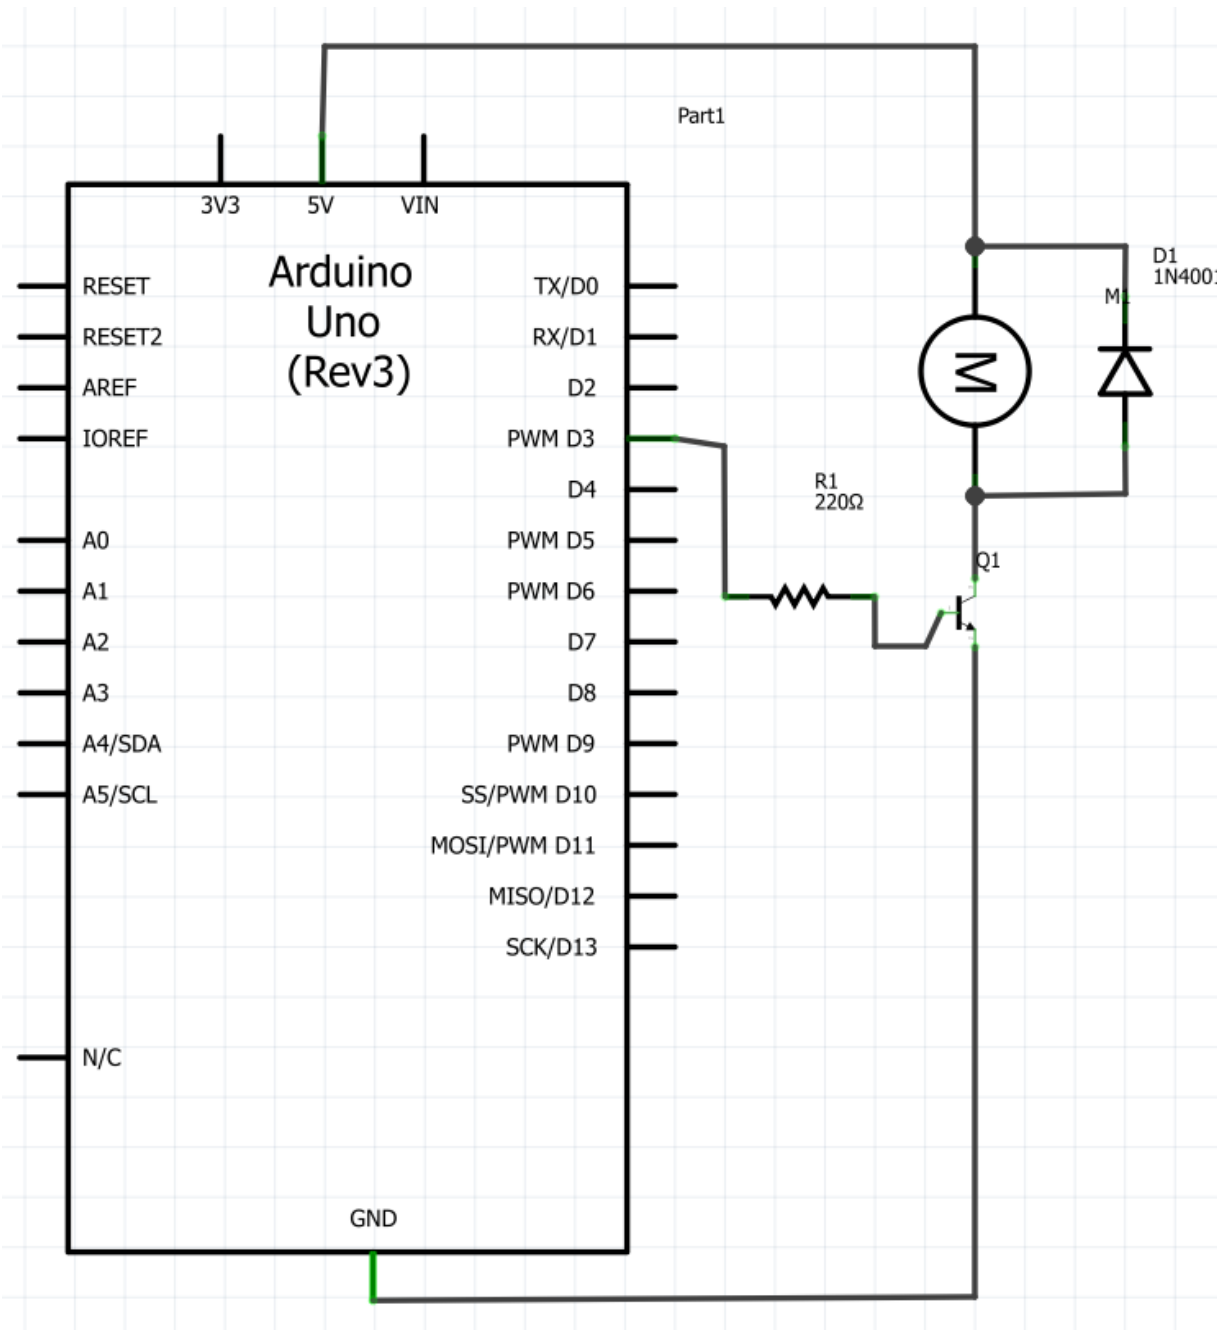 Part1
3V3
5V
VIN
Arduino
Uno
(Rev3)
RESET
RESET2
AREF
IOREF
A0
A1
A2
A3
A4/SDA
A5/SCL
N/C
TX/D0
RX/D1
D2
PWM D3
D4
PWM D5
PWM D6
D7
D8
PWM D9
SS/PWM D10
MOSI/PWM D11
MISO/D12
SCK/D13
GND
R1
220Ω
M
M1
D1
1N4001
Q1